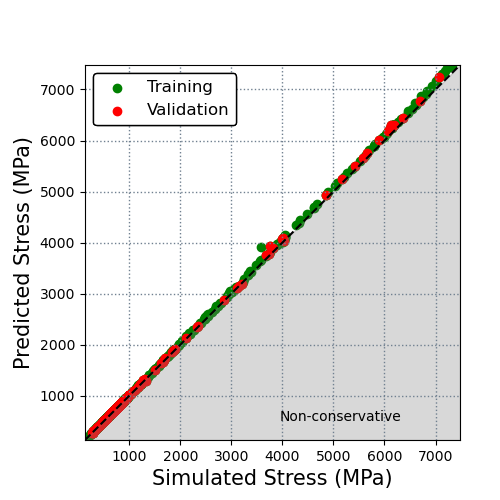 Training
Validation
Predicted Stress (MPa)
7000
6000
5000
4000
3000
2000
1000
Non-conservative
1000 2000 3000 4000 5000 6000 7000
Simulated Stress (MPa)